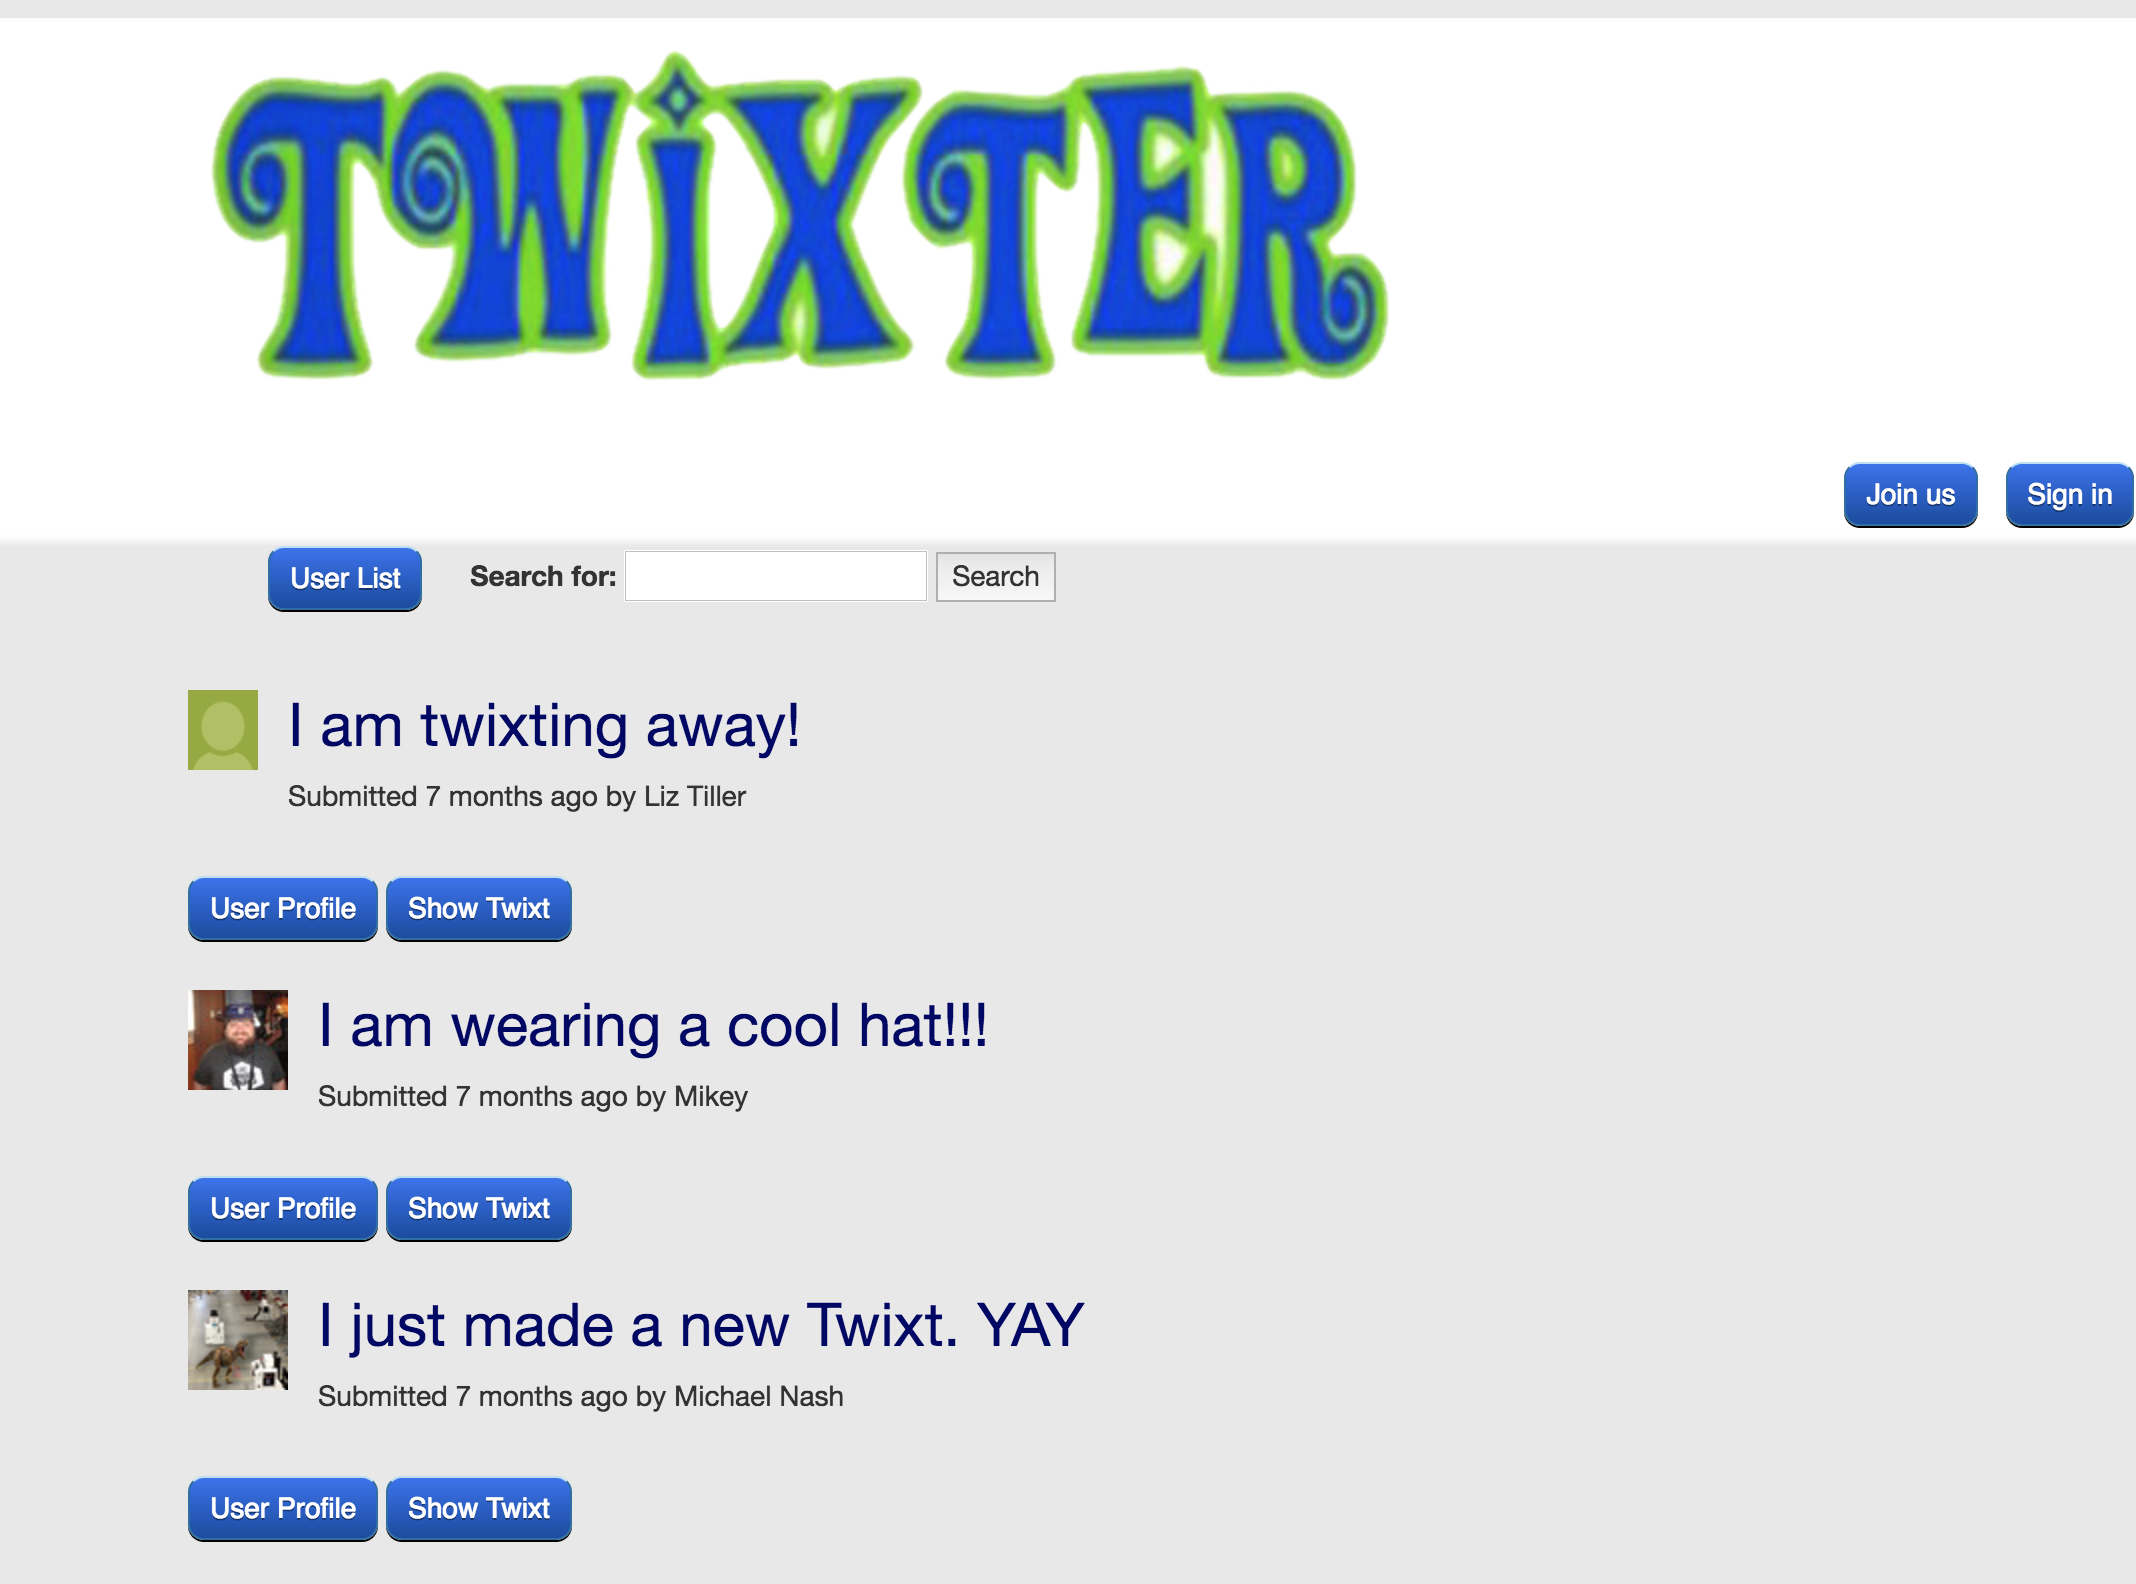 TWiXTER
Join us Sign in
User List Search for: Search
I am twixting away!
Submitted 7 months ago by Liz Tiller
User Profile Show Twixt
I am wearing a cool hat!!!
Submitted 7 months ago by Mikey
User Profile Show Twixt
I just made a new Twixt. YAY
Submitted 7 months ago by Michael Nash
User Profile Show Twixt